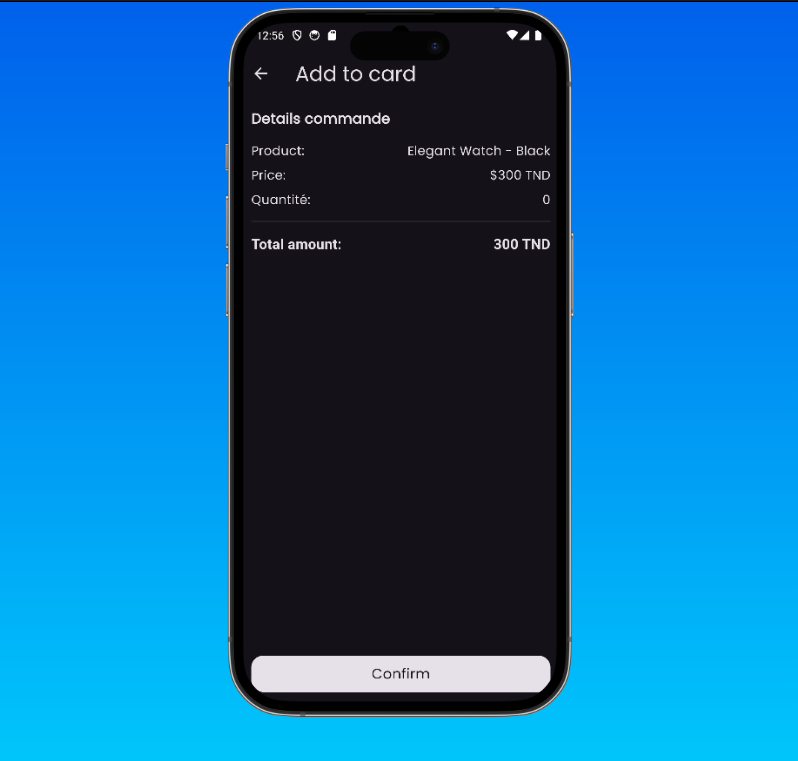 12:56
Add to card
Details commande
Product: Elegant Watch - Black
Price: $300 TND
Quantité: 0
Total amount: 300 TND
Confirm